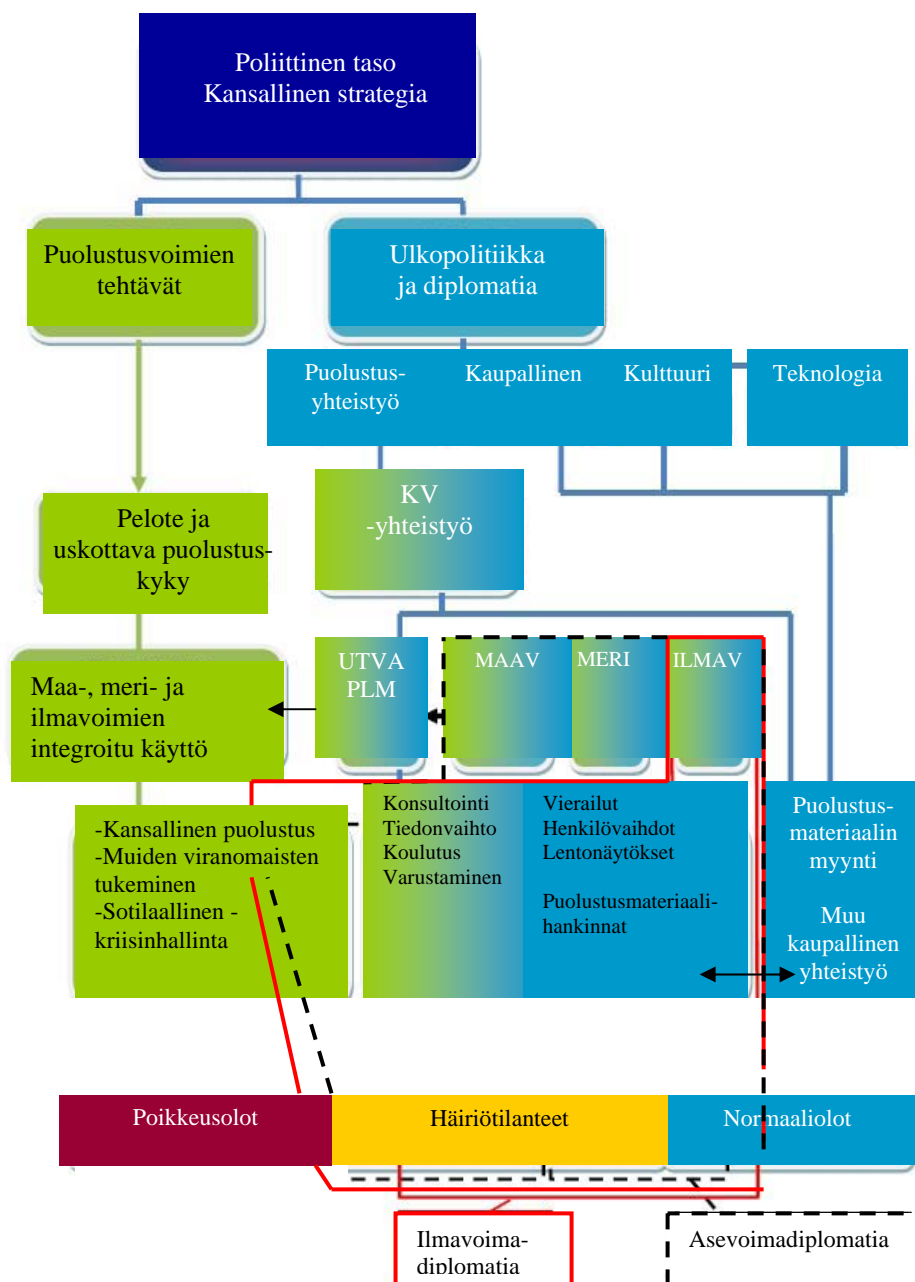 Poliittinen taso
Kansallinen strategia
Puolustusvoimien
tehtävät
Ulkopolitiikka
ja diplomatia
Puolustus-
yhteistyö
Kaupallinen
Kulttuuri
Teknologia
KV
-yhteistyö
Pelote ja
uskottava puolustus-
kyky
UTVA
PLM
MAAV
MERI
ILMAV
Maa-, meri- ja
ilmavoimien
integroitu käyttö
-Kansallinen puolustus
-Muiden viranomaisten
tukeminen
-Sotilaallinen -
kriisinhallinta
Konsultointi
Tiedonvaihto
Koulutus
Varustaminen
Vierailut
Henkilövaihdot
Lentonäytökset
Puolustusmateriaali-
hankinnat
Puolustus-
materiaalin
myynti
Muu
kaupallinen
yhteistyö
Poikkeusolot
Häiriötilanteet
Normaaliolot
Ilmavoima-
diplomatia
Asevoimadiplomatia